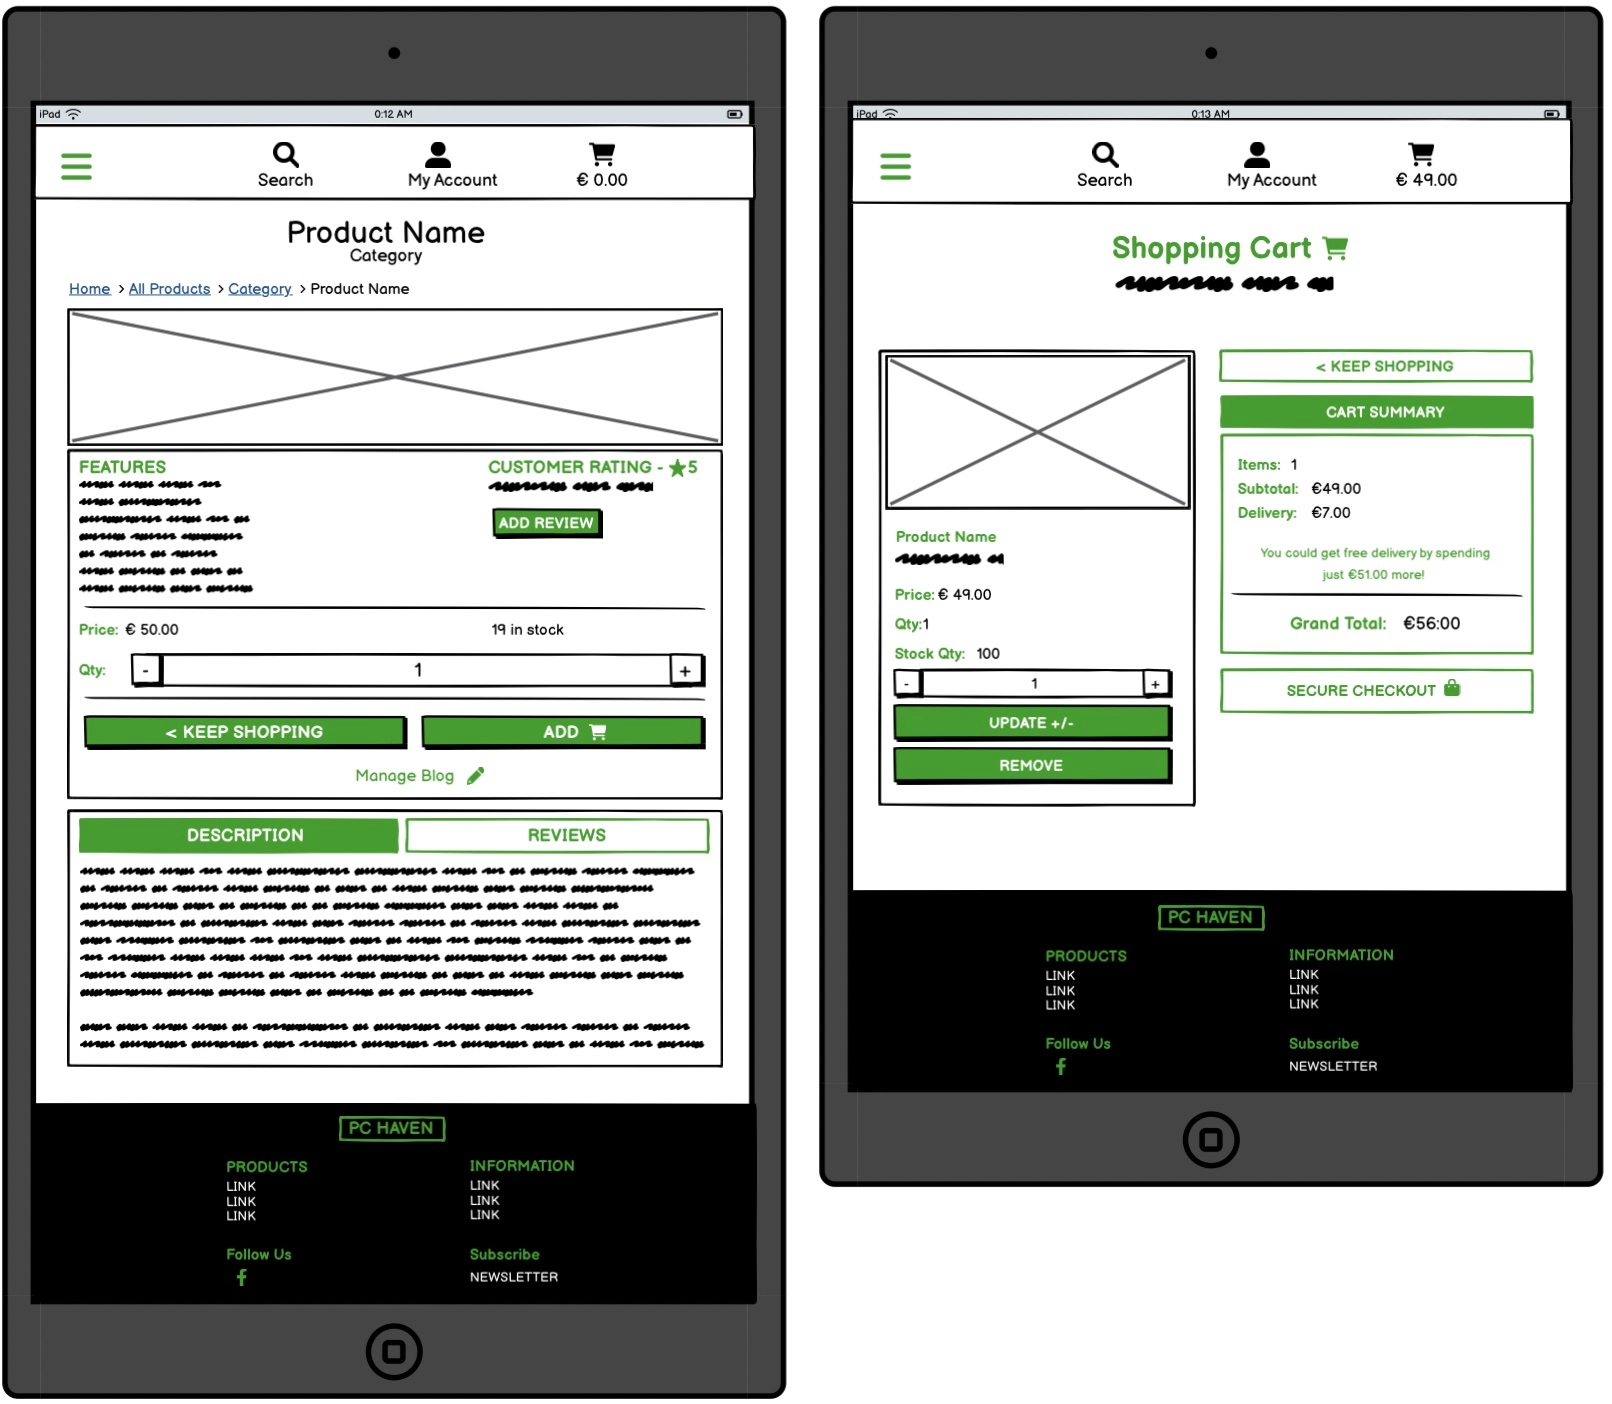 iPad
0:12 AM
Search
My Account
€ 0.00
Product Name
Category
Home > All Products > Category > Product Name
FEATURES
CUSTOMER RATING - ★5
ADD REVIEW
Price: € 50.00
19 in stock
Qty: - 1 +
< KEEP SHOPPING
ADD
Manage Blog
DESCRIPTION
REVIEWS
PC HAVEN
PRODUCTS
LINK
LINK
LINK
INFORMATION
LINK
LINK
LINK
Follow Us
Subscribe
NEWSLETTER
iPad
0:13 AM
Search
My Account
€ 49.00
Shopping Cart
Product Name
Price: € 49.00
Qty:1
Stock Qty: 100
- 1 +
UPDATE +/-
REMOVE
< KEEP SHOPPING
CART SUMMARY
Items: 1
Subtotal: €49.00
Delivery: €7.00
You could get free delivery by spending
just €51.00 more!
Grand Total: €56:00
SECURE CHECKOUT
PC HAVEN
PRODUCTS
LINK
LINK
LINK
INFORMATION
LINK
LINK
LINK
Follow Us
Subscribe
NEWSLETTER